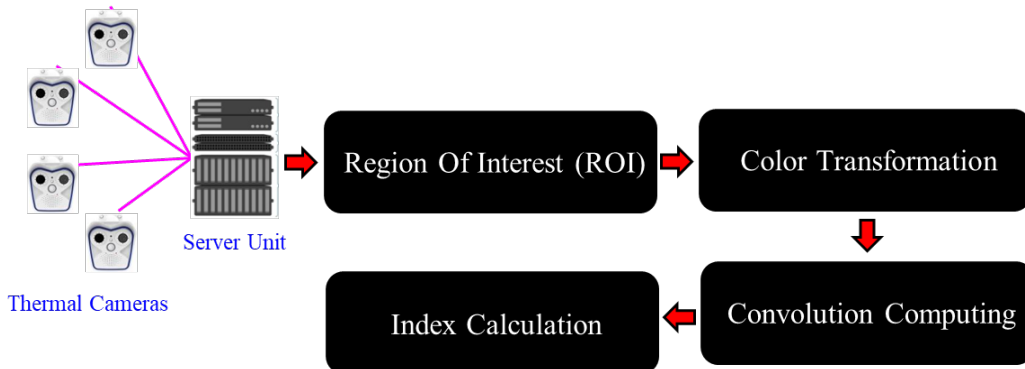 Thermal Cameras
Server Unit
Region Of Interest (ROI)
Color Transformation
Convolution Computing
Index Calculation